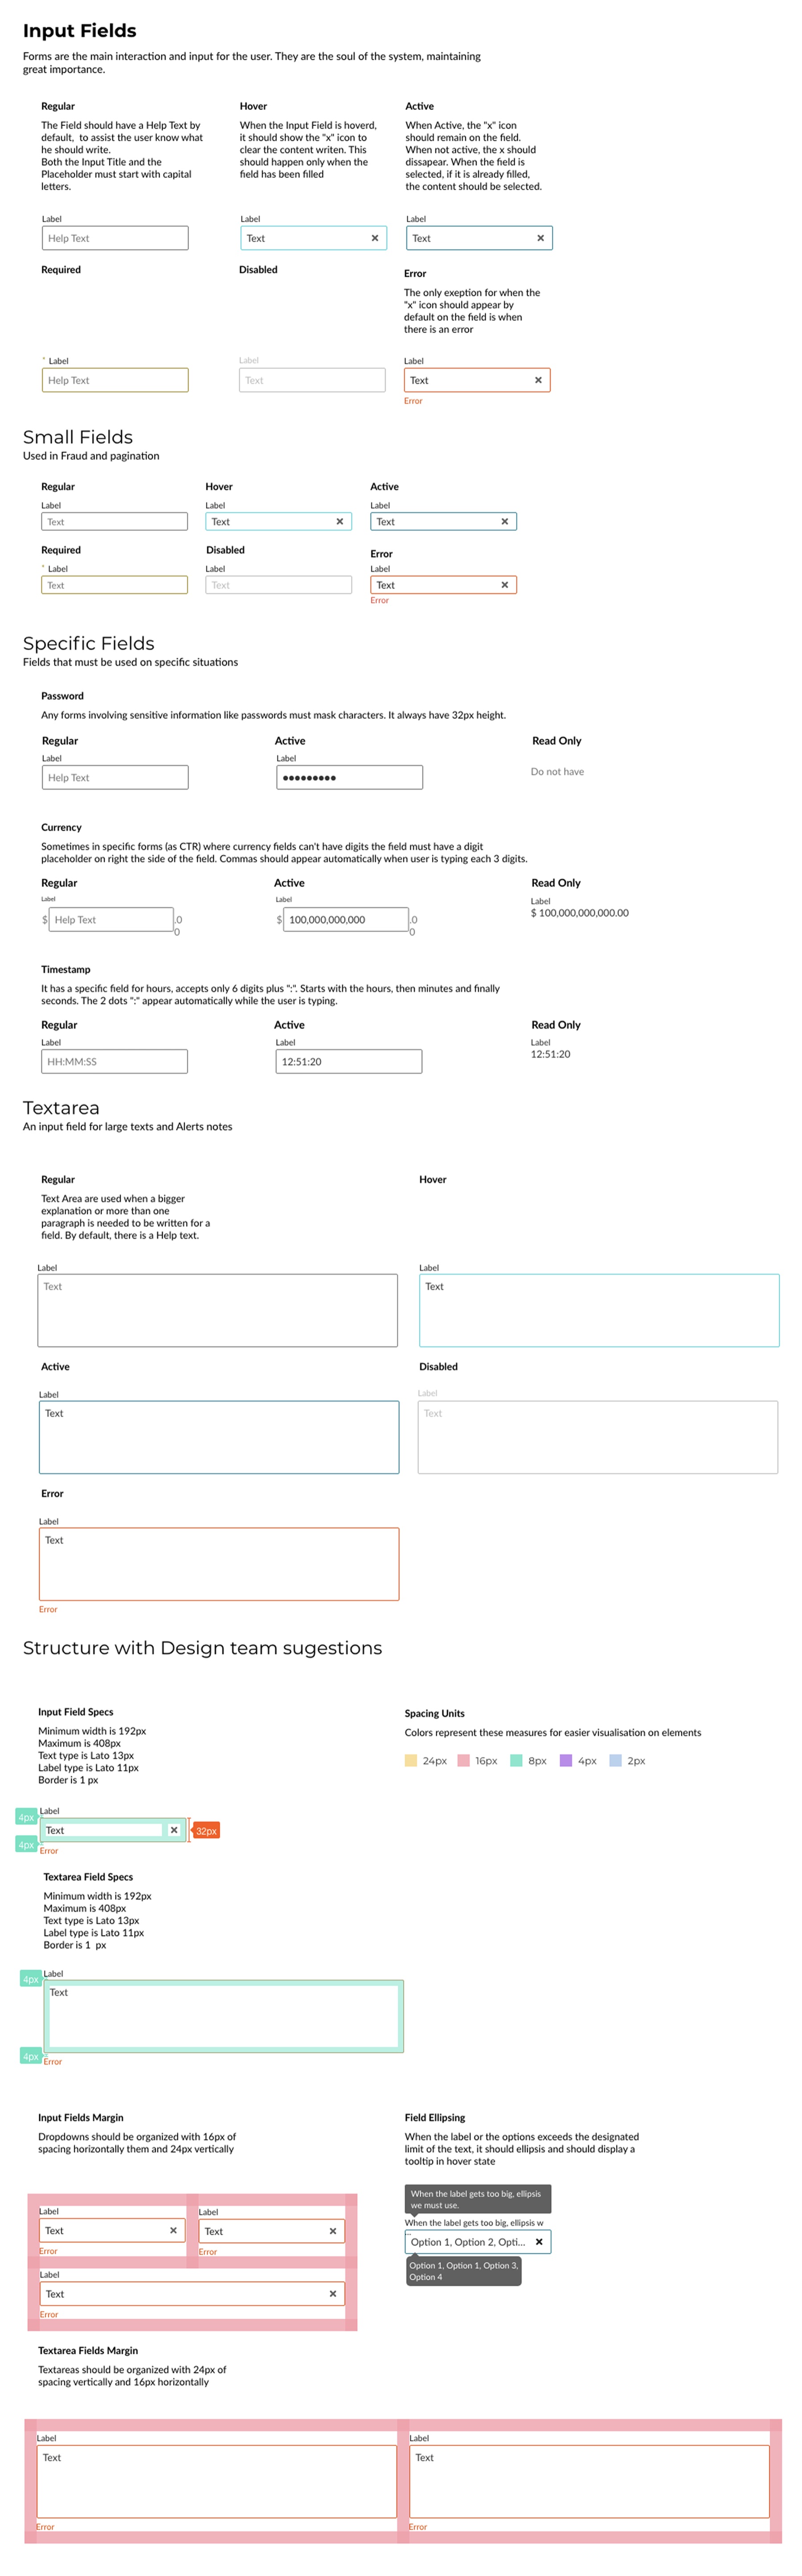 Input Fields
Forms are the main interaction and input for the user. They are the soul of the system, maintaining
great importance.
Regular
The Field should have a Help Text by
default,  to assist the user know what
he should write.
Both the Input Title and the
Placeholder must start with capital
letters.
Label
Help Text
Hover
When the Input Field is hoverd,
it should show the "x" icon to
clear the content writen. This
should happen only when the
field has been filled
Label
Text ×
Active
When Active, the "x" icon
should remain on the field.
When not active, the x should
dissapear. When the field is
selected, if it is already filled,
the content should be selected.
Label
Text ×
Required
* Label
Help Text
Disabled
Label
Text
Error
The only exeption for when the
"x" icon should appear by
default on the field is when
there is an error
Label
Text ×
Error
Small Fields
Used in Fraud and pagination
Regular
Label
Text
Hover
Label
Text ×
Active
Label
Text ×
Required
* Label
Text
Disabled
Label
Text
Error
Label
Text ×
Error
Specific Fields
Fields that must be used on specific situations
Password
Any forms involving sensitive information like passwords must mask characters. It always have 32px height.
Regular
Label
Help Text
Active
Label
●●●●●●●●●
Read Only
Do not have
Currency
Sometimes in specific forms (as CTR) where currency fields can't have digits the field must have a digit
placeholder on right the side of the field. Commas should appear automatically when user is typing each 3 digits.
Regular
Label
$ Help Text .0
0
Active
Label
$ 100,000,000,000 .0
0
Read Only
Label
$ 100,000,000,000.00
Timestamp
It has a specific field for hours, accepts only 6 digits plus ":". Starts with the hours, then minutes and finally
seconds. The 2 dots ":" appear automatically while the user is typing.
Regular
Label
HH:MM:SS
Active
Label
12:51:20
Read Only
Label
12:51:20
Textarea
An input field for large texts and Alerts notes
Regular
Text Area are used when a bigger
explanation or more than one
paragraph is needed to be written for a
field. By default, there is a Help text.
Label
Text
Hover
Label
Text
Active
Label
Text
Disabled
Label
Text
Error
Label
Text
Error
Structure with Design team sugestions
Input Field Specs
Minimum width is 192px
Maximum is 408px
Text type is Lato 13px
Label type is Lato 11px
Border is 1 px
Spacing Units
Colors represent these measures for easier visualisation on elements
24px 16px 8px 4px 2px
Label
4px
Text ×
32px
4px
Error
Textarea Field Specs
Minimum width is 192px
Maximum is 408px
Text type is Lato 13px
Label type is Lato 11px
Border is 1  px
Label
4px
Text
4px
Error
Input Fields Margin
Dropdowns should be organized with 16px of
spacing horizontally them and 24px vertically
Label
Text ×
Error
Label
Text ×
Error
Label
Text ×
Error
Field Ellipsing
When the label or the options exceeds the designated
limit of the text, it should ellipsis and should display a
tooltip in hover state
When the label gets too big, ellipsis
we must use.
When the label gets too big, ellipsis w
...
Option 1, Option 2, Opti... ×
Option 1, Option 1, Option 3,
Option 4
Textarea Fields Margin
Textareas should be organized with 24px of
spacing vertically and 16px horizontally
Label
Text
Error
Label
Text
Error